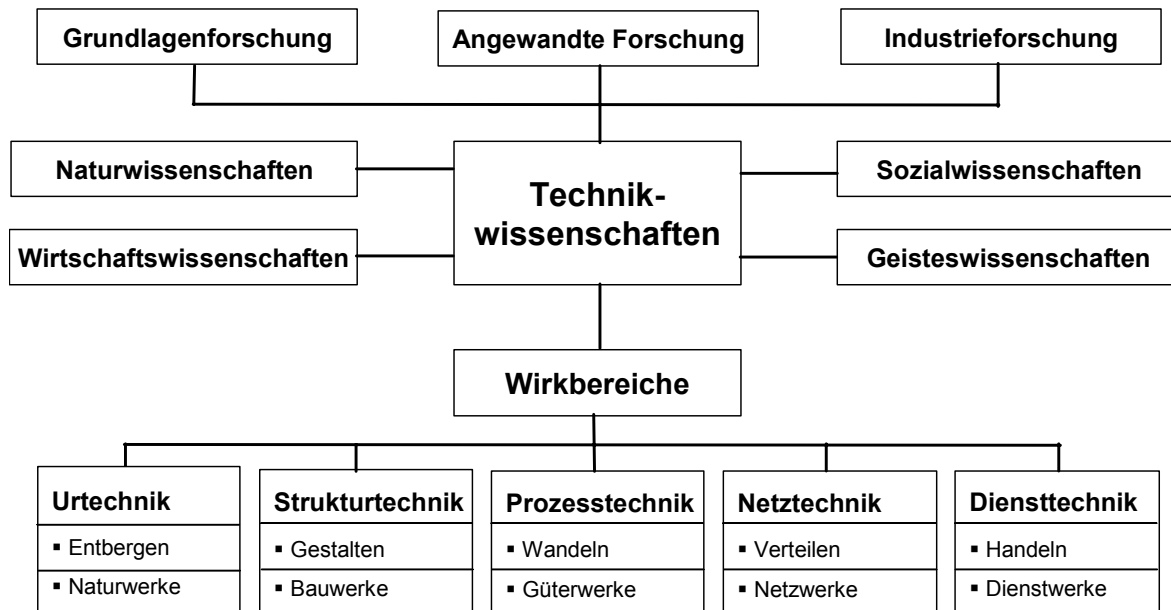 Grundlagenforschung
Angewandte Forschung
Industrieforschung
Naturwissenschaften
Technik-
wissenschaften
Sozialwissenschaften
Wirtschaftswissenschaften
Geisteswissenschaften
Wirkbereiche
Urtechnik
▪ Entbergen
▪ Naturwerke
Strukturtechnik
▪ Gestalten
▪ Bauwerke
Prozesstechnik
▪ Wandeln
▪ Güterwerke
Netztechnik
▪ Verteilen
▪ Netzwerke
Diensttechnik
▪ Handeln
▪ Dienstwerke